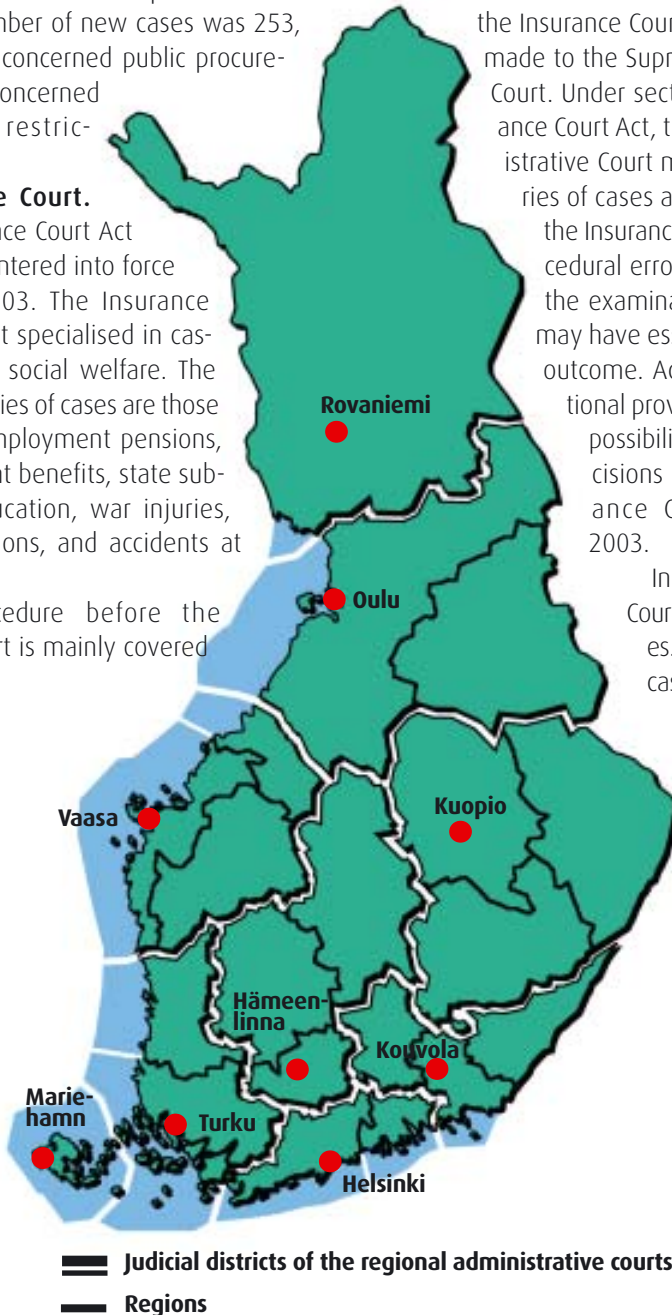 mber of new cases was 253,
concerned public procure-
oncerned
restric-
e Court.
nce Court Act
ntered into force
03. The Insurance
t specialised in cas-
social welfare. The
ries of cases are those
mployment pensions,
nt benefits, state sub-
ucation, war injuries,
ions, and accidents at
cedure before the
rt is mainly covered
the Insurance Cour
made to the Supr
Court. Under sect
ance Court Act, t
istrative Court m
ries of cases a
the Insurance
cedural erro
the examina
may have es
outcome. Ac
tional prov
possibili
cisions
ance C
2003.
In
Cour
es.
cas
Rovaniemi
Oulu
Vaasa
Kuopio
Hämeen-
linna
Kouvola
Marie-
hamn
Turku
Helsinki
Judicial districts of the regional administrative courts
Regions